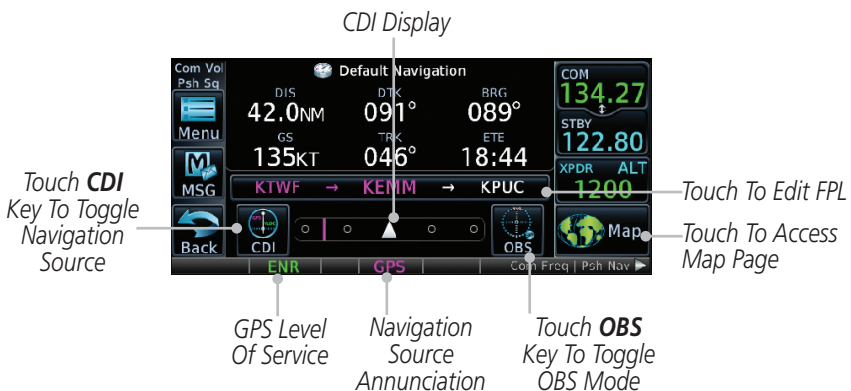 CDI Display
Com Vol
Psh Sq
Default Navigation
DIS DTK BRG
42.0NM 091° 089°
GS TRK ETE
135KT 046° 18:44
COM
134.27
STBY
122.80
XPDR ALT
1200
Menu
MSG
Back
KTWF → KEMM → KPUC
CDI
OBS
Map
ENR GPS Com Freq | Psh Nav
Touch CDI
Key To Toggle
Navigation
Source
Touch To Edit FPL
Touch To Access
Map Page
GPS Level
Of Service
Navigation
Source
Annunciation
Touch OBS
Key To Toggle
OBS Mode